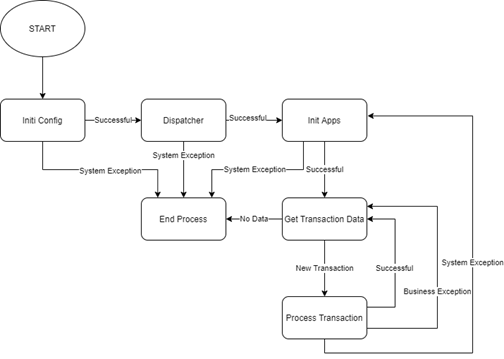 START
Initi Config
Successful
Dispatcher
Successful
Init Apps
System Exception
System Exception
System Exception
Successful
End Process
No Data
Get Transaction Data
System Exception
New Transaction
Successful
Business Exception
Process Transaction